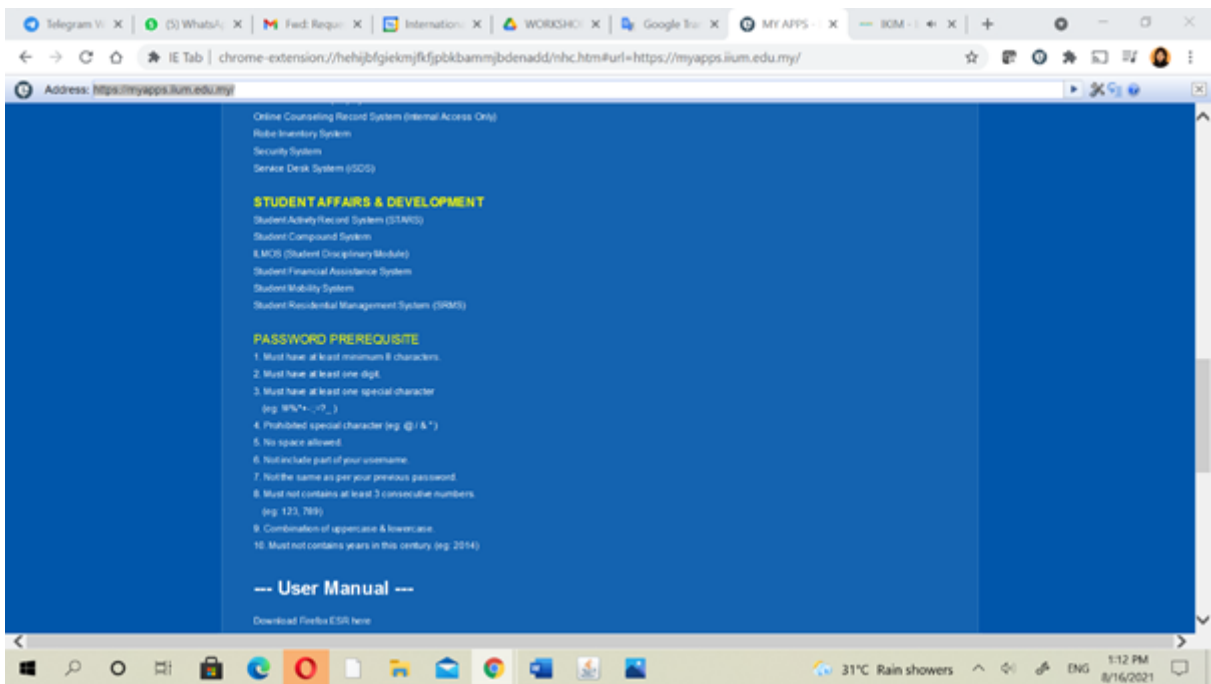 Telegram W
(5) WhatsA
Fwd: Reque
Internation
WORKSHO
Google Tra
MY APPS -
IKIM - I
IE Tab
chrome-extension://hehijbfgiekmjfkfjpbkbammjbdenadd/nhc.htm#url=https://myapps.iium.edu.my/
Address: https://myapps.iium.edu.my/
Online Counseling Record System (Internal Access Only)
Robe Inventory System
Security System
Service Desk System (iSDS)
STUDENT AFFAIRS & DEVELOPMENT
Student Activity Record System (STARS)
Student Compound System
ILMOS (Student Disciplinary Module)
Student Financial Assistance System
Student Mobility System
Student Residential Management System (SRMS)
PASSWORD PREREQUISITE
1. Must have at least minimum 8 characters.
2. Must have at least one digit.
3. Must have at least one special character
(eg:
4. Prohibited special character (eg: @ / & " )
5. No space allowed.
6. Not include part of your username.
7. Not the same as per your previous password.
8. Must not contains at least 3 consecutive numbers.
(eg: 123, 789)
9. Combination of uppercase & lowercase.
10. Must not contains years in this century. (eg: 2014)
--- User Manual ---
Download Firefox ESR here
31°C Rain showers
ENG
1:12 PM
8/16/2021